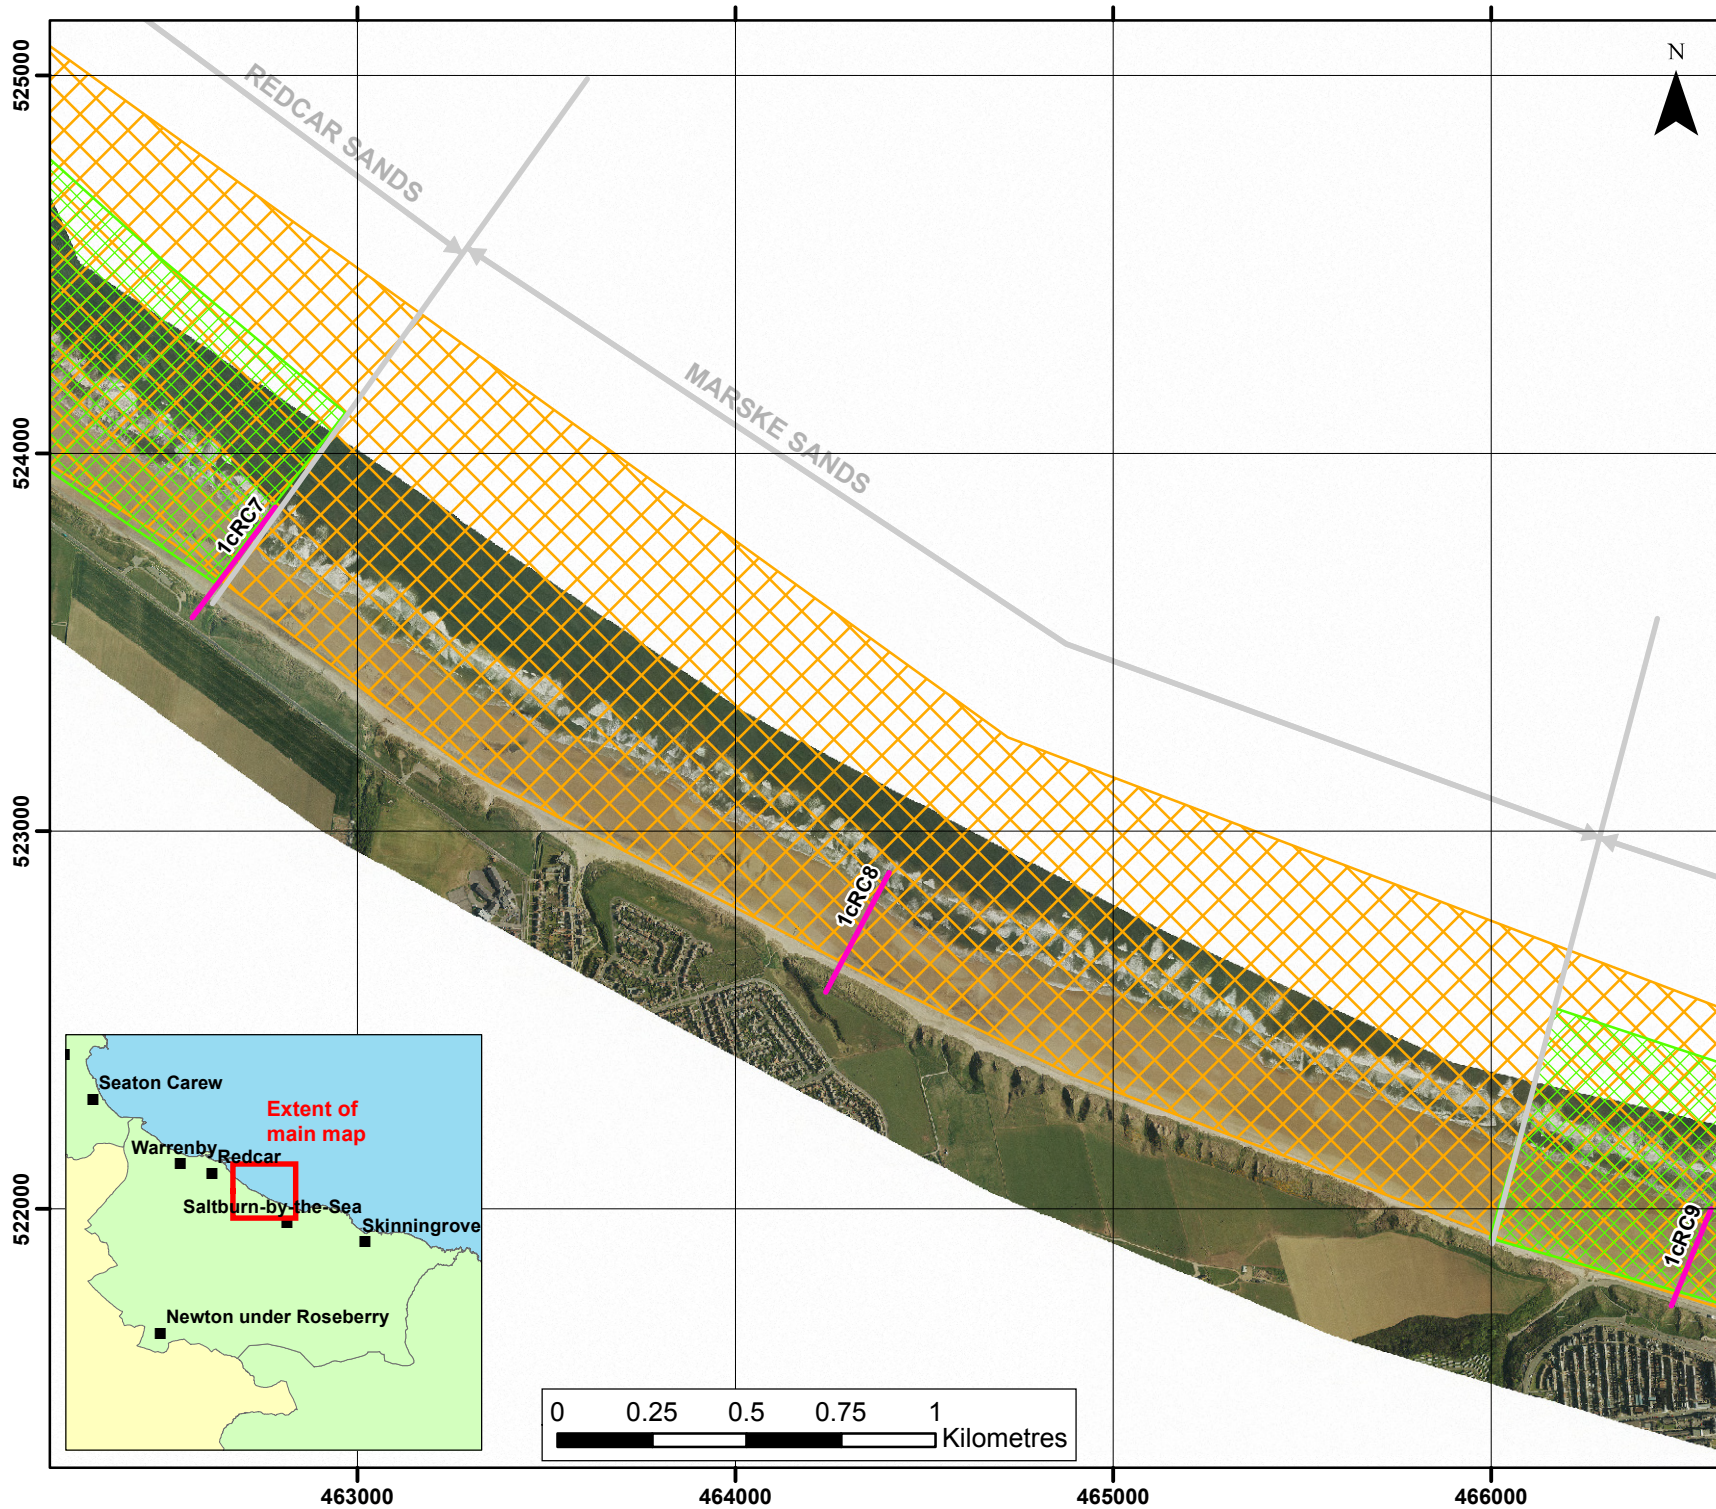 N
525000
REDCAR SANDS
MARSKE SANDS
524000
1cRC7
523000
1cRC8
522000
1cRC9
Seaton Carew
Extent of
main map
Warrenby
Redcar
Saltburn-by-the-Sea
Skinningrove
Newton under Roseberry
0 0.25 0.5 0.75 1
Kilometres
463000 464000 465000 466000